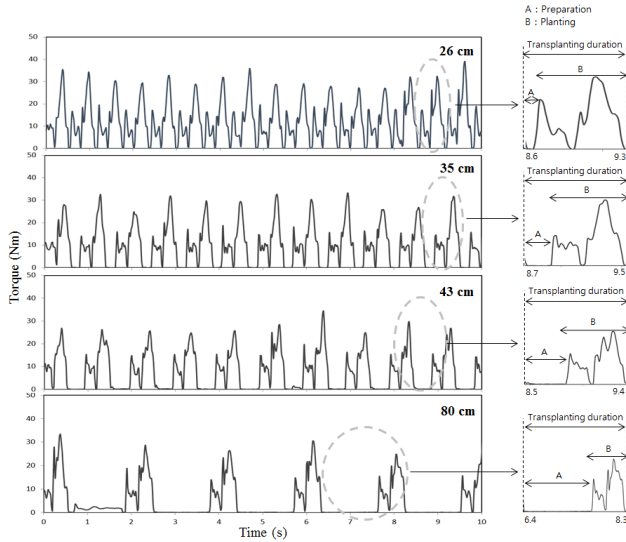 A : Preparation
B : Planting
50
40
30
20
10
0
26 cm
Transplanting duration
B
A
8.6 9.3
50
40
30
20
10
0
35 cm
Transplanting duration
B
A
8.7 9.5
Torque (Nm)
50
40
30
20
10
0
43 cm
Transplanting duration
B
A
8.5 9.4
50
40
30
20
10
0
80 cm
Transplanting duration
B
A
6.4 8.3
0 1 2 3 4 5 6 7 8 9 10
Time (s)